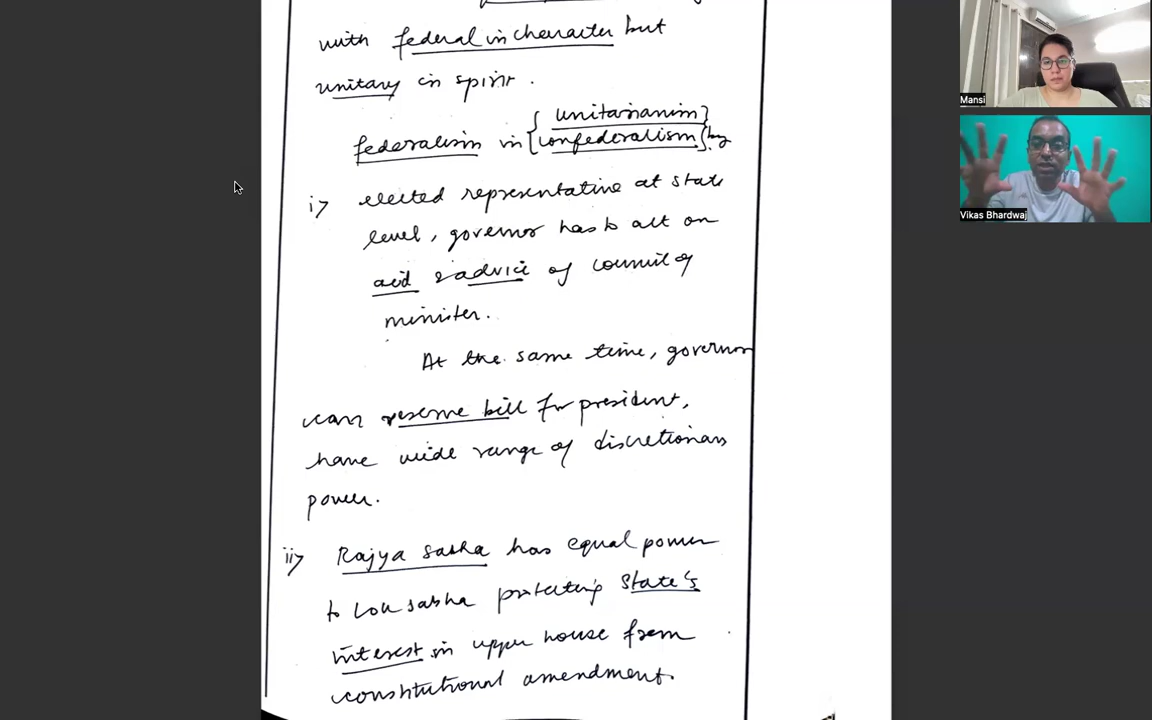 with federal in character but
unitary in spirit.
unitarianim
federalism in confederalism by
i> elected representative at state
level, governor has to act on
aid & advice of council of
minister.
At the same time, governor
can reserve bill for president,
have wide range of discretionary
power.
ii> Rajya sabha has equal power
to Lok sabha protecting State's
interest in upper house from
constitutional amendment.
Mansi
Vikas Bhardwaj